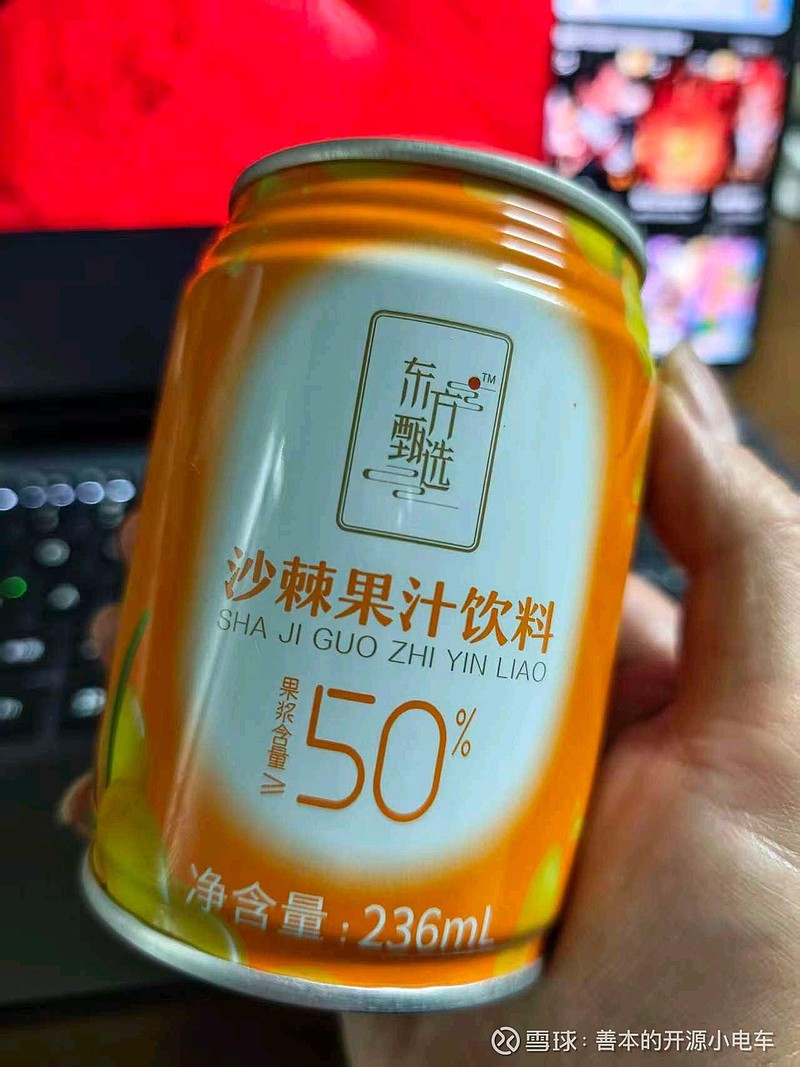 东方甄选
TM
沙棘果汁饮料
SHA JI GUO ZHI YIN LIAO
果浆含量≥50%
净含量：236mL
雪球：善本的开源小电车